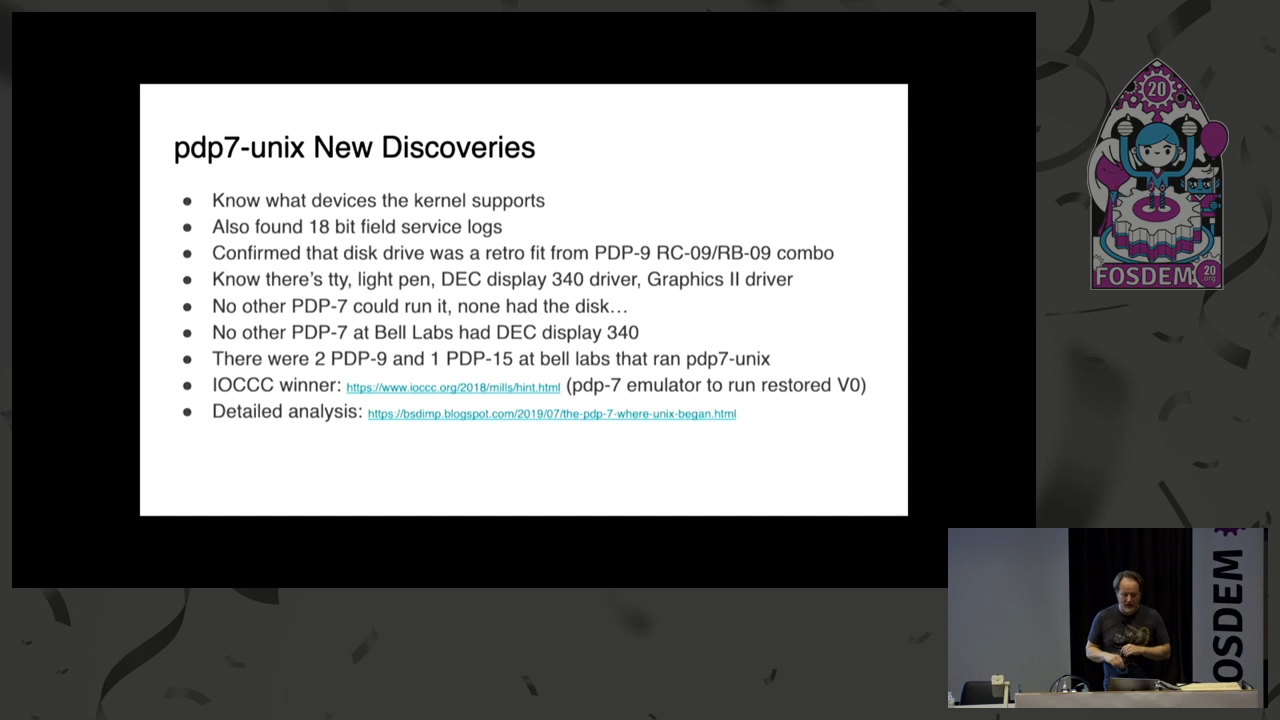 pdp7-unix New Discoveries
● Know what devices the kernel supports
● Also found 18 bit field service logs
● Confirmed that disk drive was a retro fit from PDP-9 RC-09/RB-09 combo
● Know there's tty, light pen, DEC display 340 driver, Graphics II driver
● No other PDP-7 could run it, none had the disk…
● No other PDP-7 at Bell Labs had DEC display 340
● There were 2 PDP-9 and 1 PDP-15 at bell labs that ran pdp7-unix
● IOCCC winner: https://www.ioccc.org/2018/mills/hint.html (pdp-7 emulator to run restored V0)
● Detailed analysis: https://bsdimp.blogspot.com/2019/07/the-pdp-7-where-unix-began.html
20
FOSDEM 20
.org
OSDEM